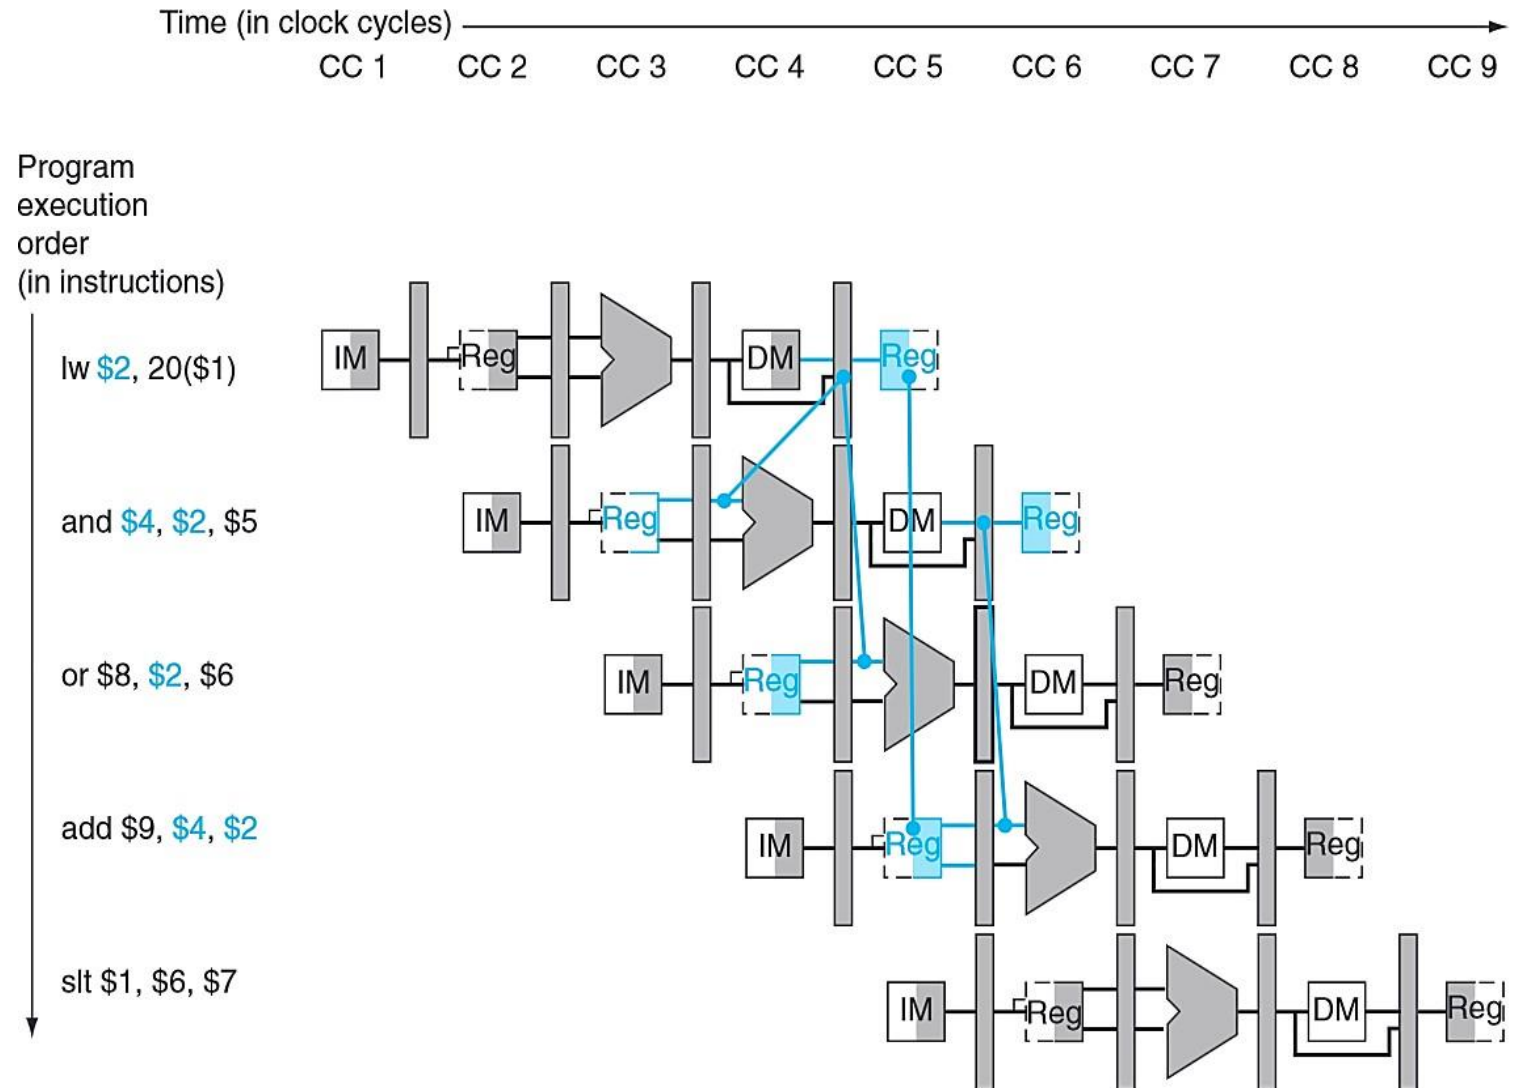 Time (in clock cycles)
CC 1 CC 2 CC 3 CC 4 CC 5 CC 6 CC 7 CC 8 CC 9
Program
execution
order
(in instructions)
lw $2, 20($1)
IM Reg DM Reg
and $4, $2, $5
IM Reg DM Reg
or $8, $2, $6
IM Reg DM Reg
add $9, $4, $2
IM Reg DM Reg
slt $1, $6, $7
IM Reg DM Reg